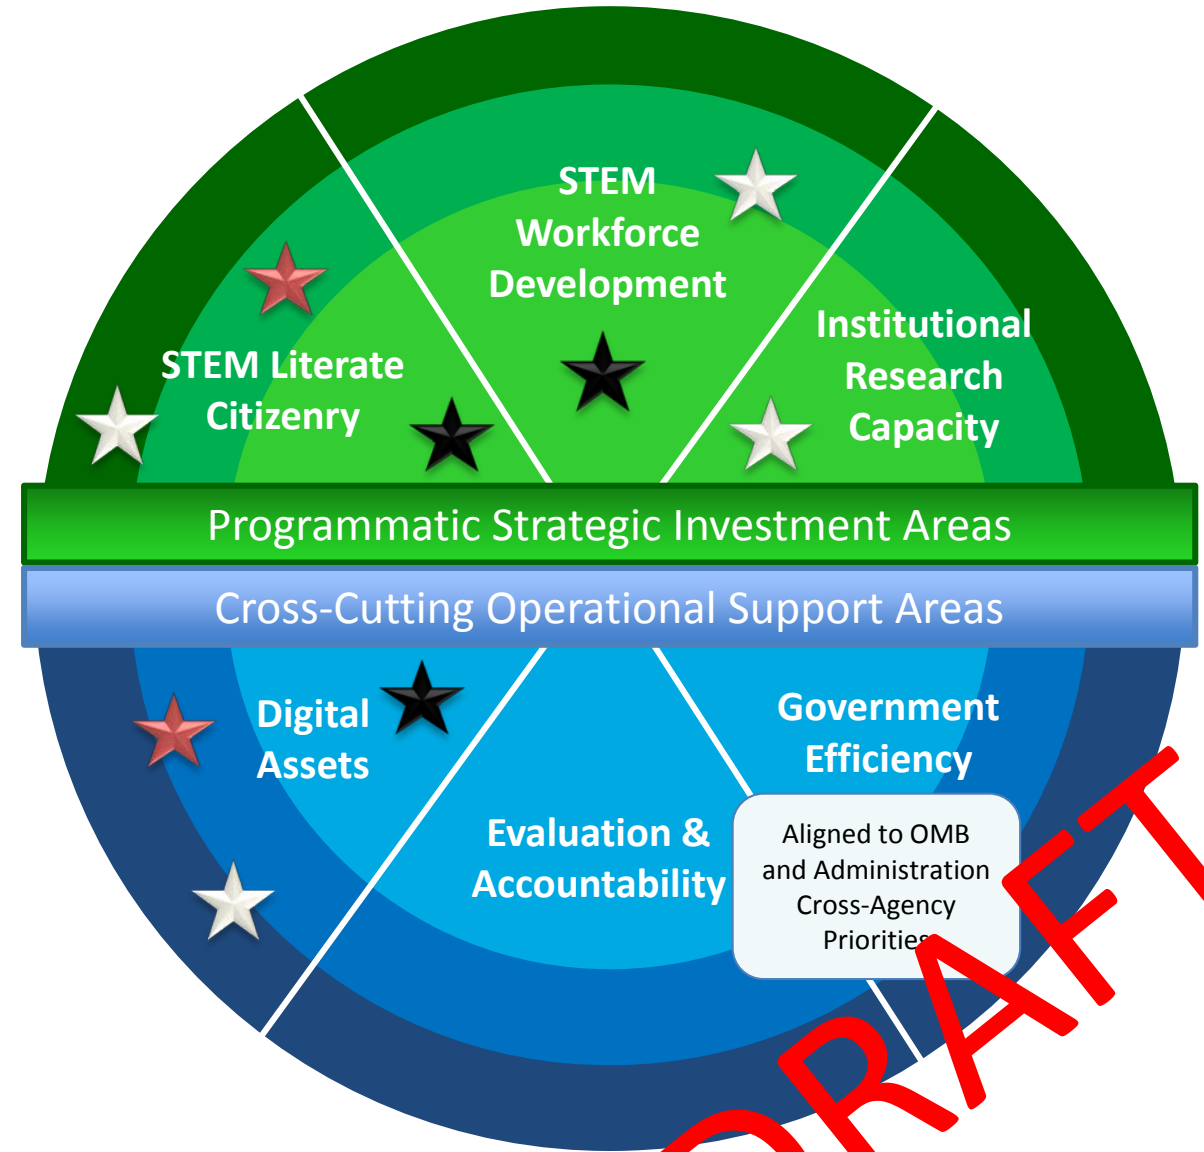 STEM
Workforce
Development
Institutional
Research
Capacity
STEM Literate
Citizenry
Programmatic Strategic Investment Areas
Cross-Cutting Operational Support Areas
Digital
Assets
Evaluation &
Accountability
Government
Efficiency
Aligned to OMB
and Administration
Cross-Agency
Priorities
DRAFT